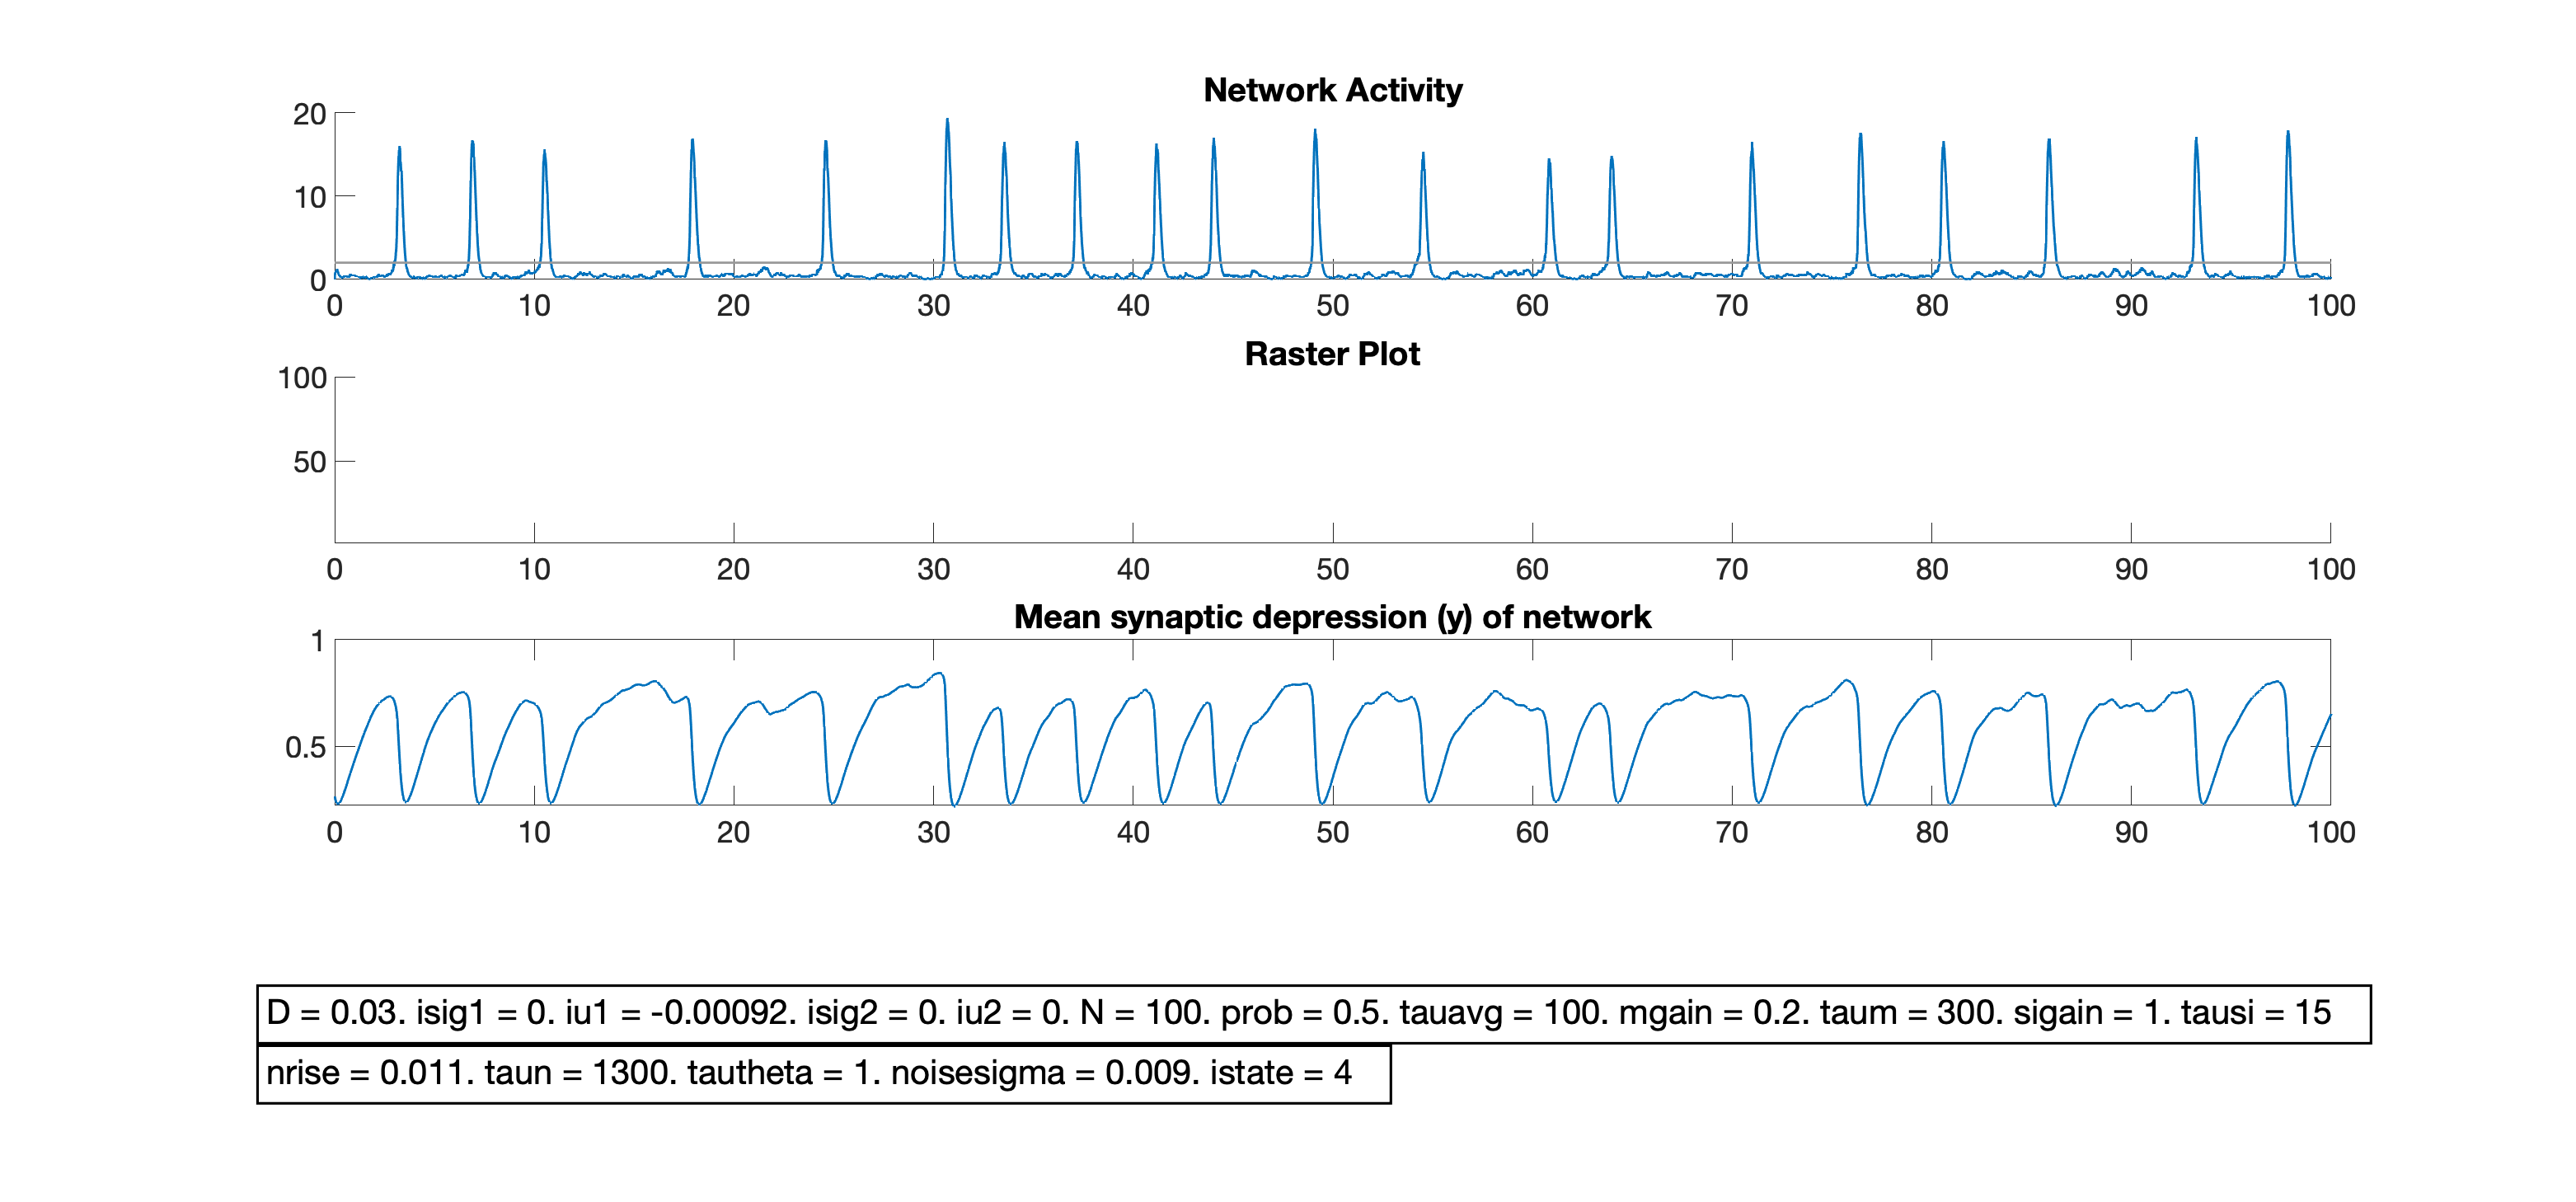 Network Activity
20
10
0
0 10 20 30 40 50 60 70 80 90 100
Raster Plot
100
50
0 10 20 30 40 50 60 70 80 90 100
Mean synaptic depression (y) of network
1
0.5
0 10 20 30 40 50 60 70 80 90 100
D = 0.03. isig1 = 0. iu1 = -0.00092. isig2 = 0. iu2 = 0. N = 100. prob = 0.5. tauavg = 100. mgain = 0.2. taum = 300. sigain = 1. tausi = 15
nrise = 0.011. taun = 1300. tautheta = 1. noisesigma = 0.009. istate = 4